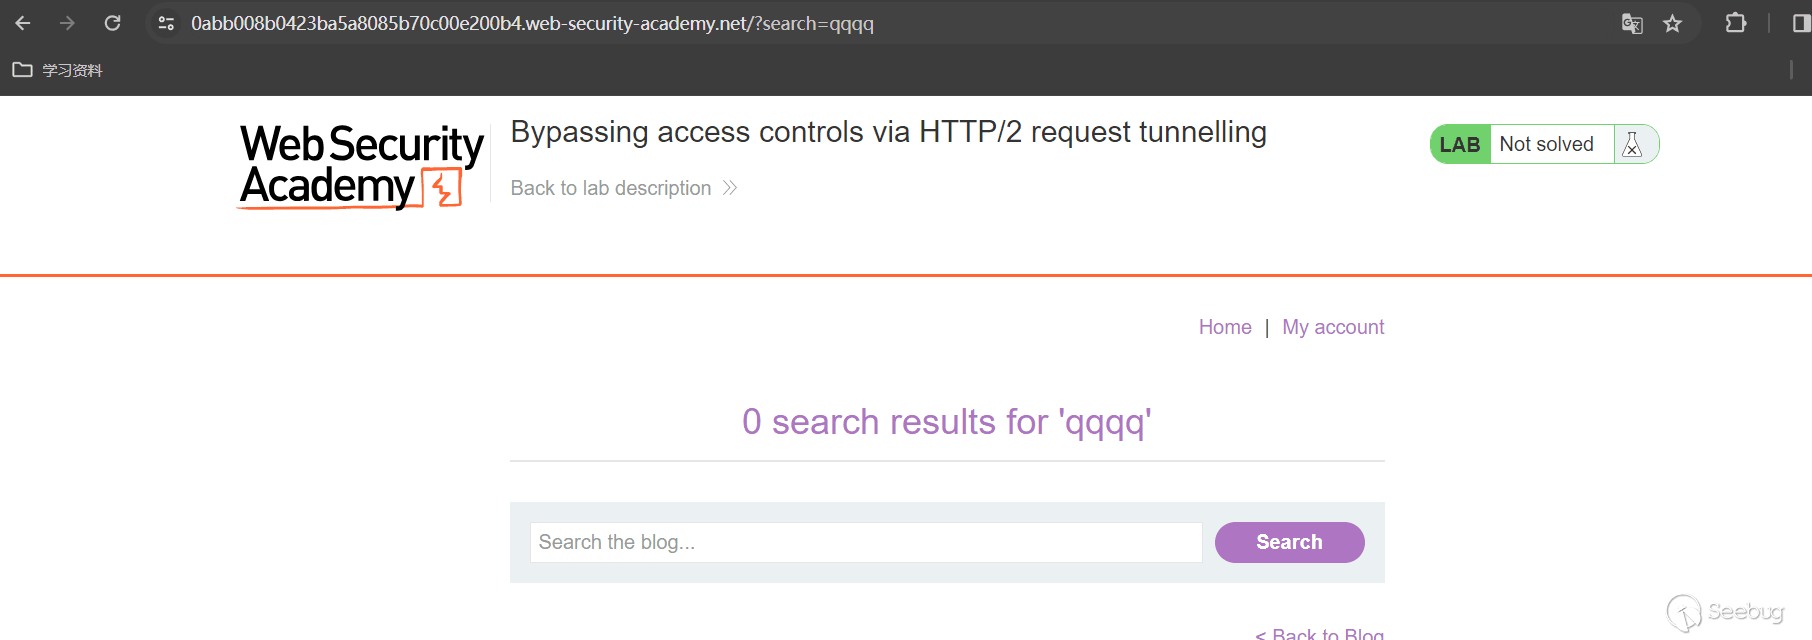 0abb008b0423ba5a8085b70c00e200b4.web-security-academy.net/?search=qqqq
学习资料
Web Security
Academy
Bypassing access controls via HTTP/2 request tunnelling
Back to lab description
LAB Not solved
Home | My account
0 search results for 'qqqq'
Search the blog...
Search
< Back to Blog
Seebug